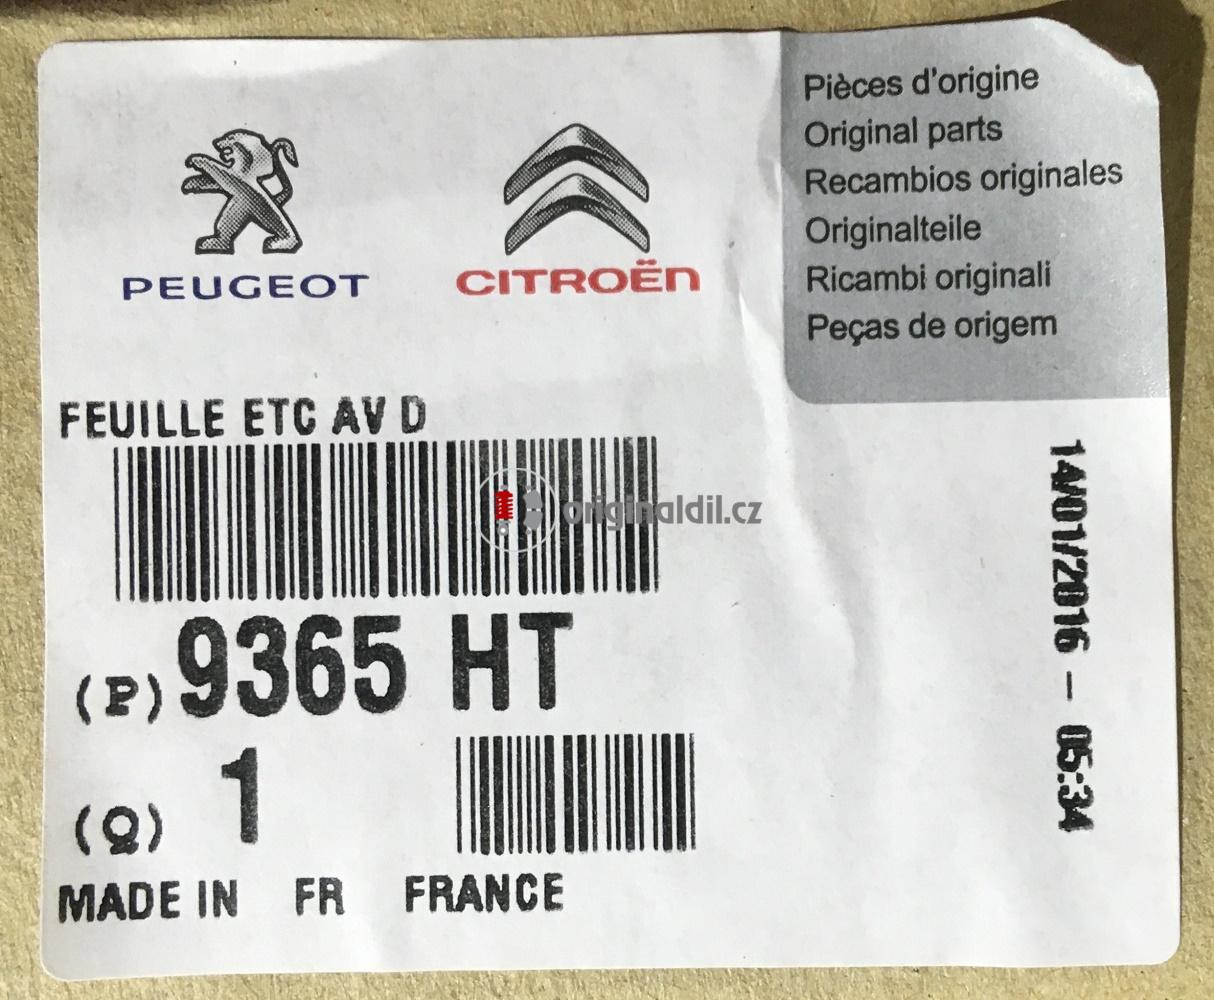 PEUGEOT
CITROËN
Pièces d'origine
Original parts
Recambios originales
Originalteile
Ricambi originali
Peças de origem
FEUILLE ETC AV D
originaldil.cz
(P) 9365 HT
(Q) 1
MADE IN FR FRANCE
14/01/2016 - 05:34